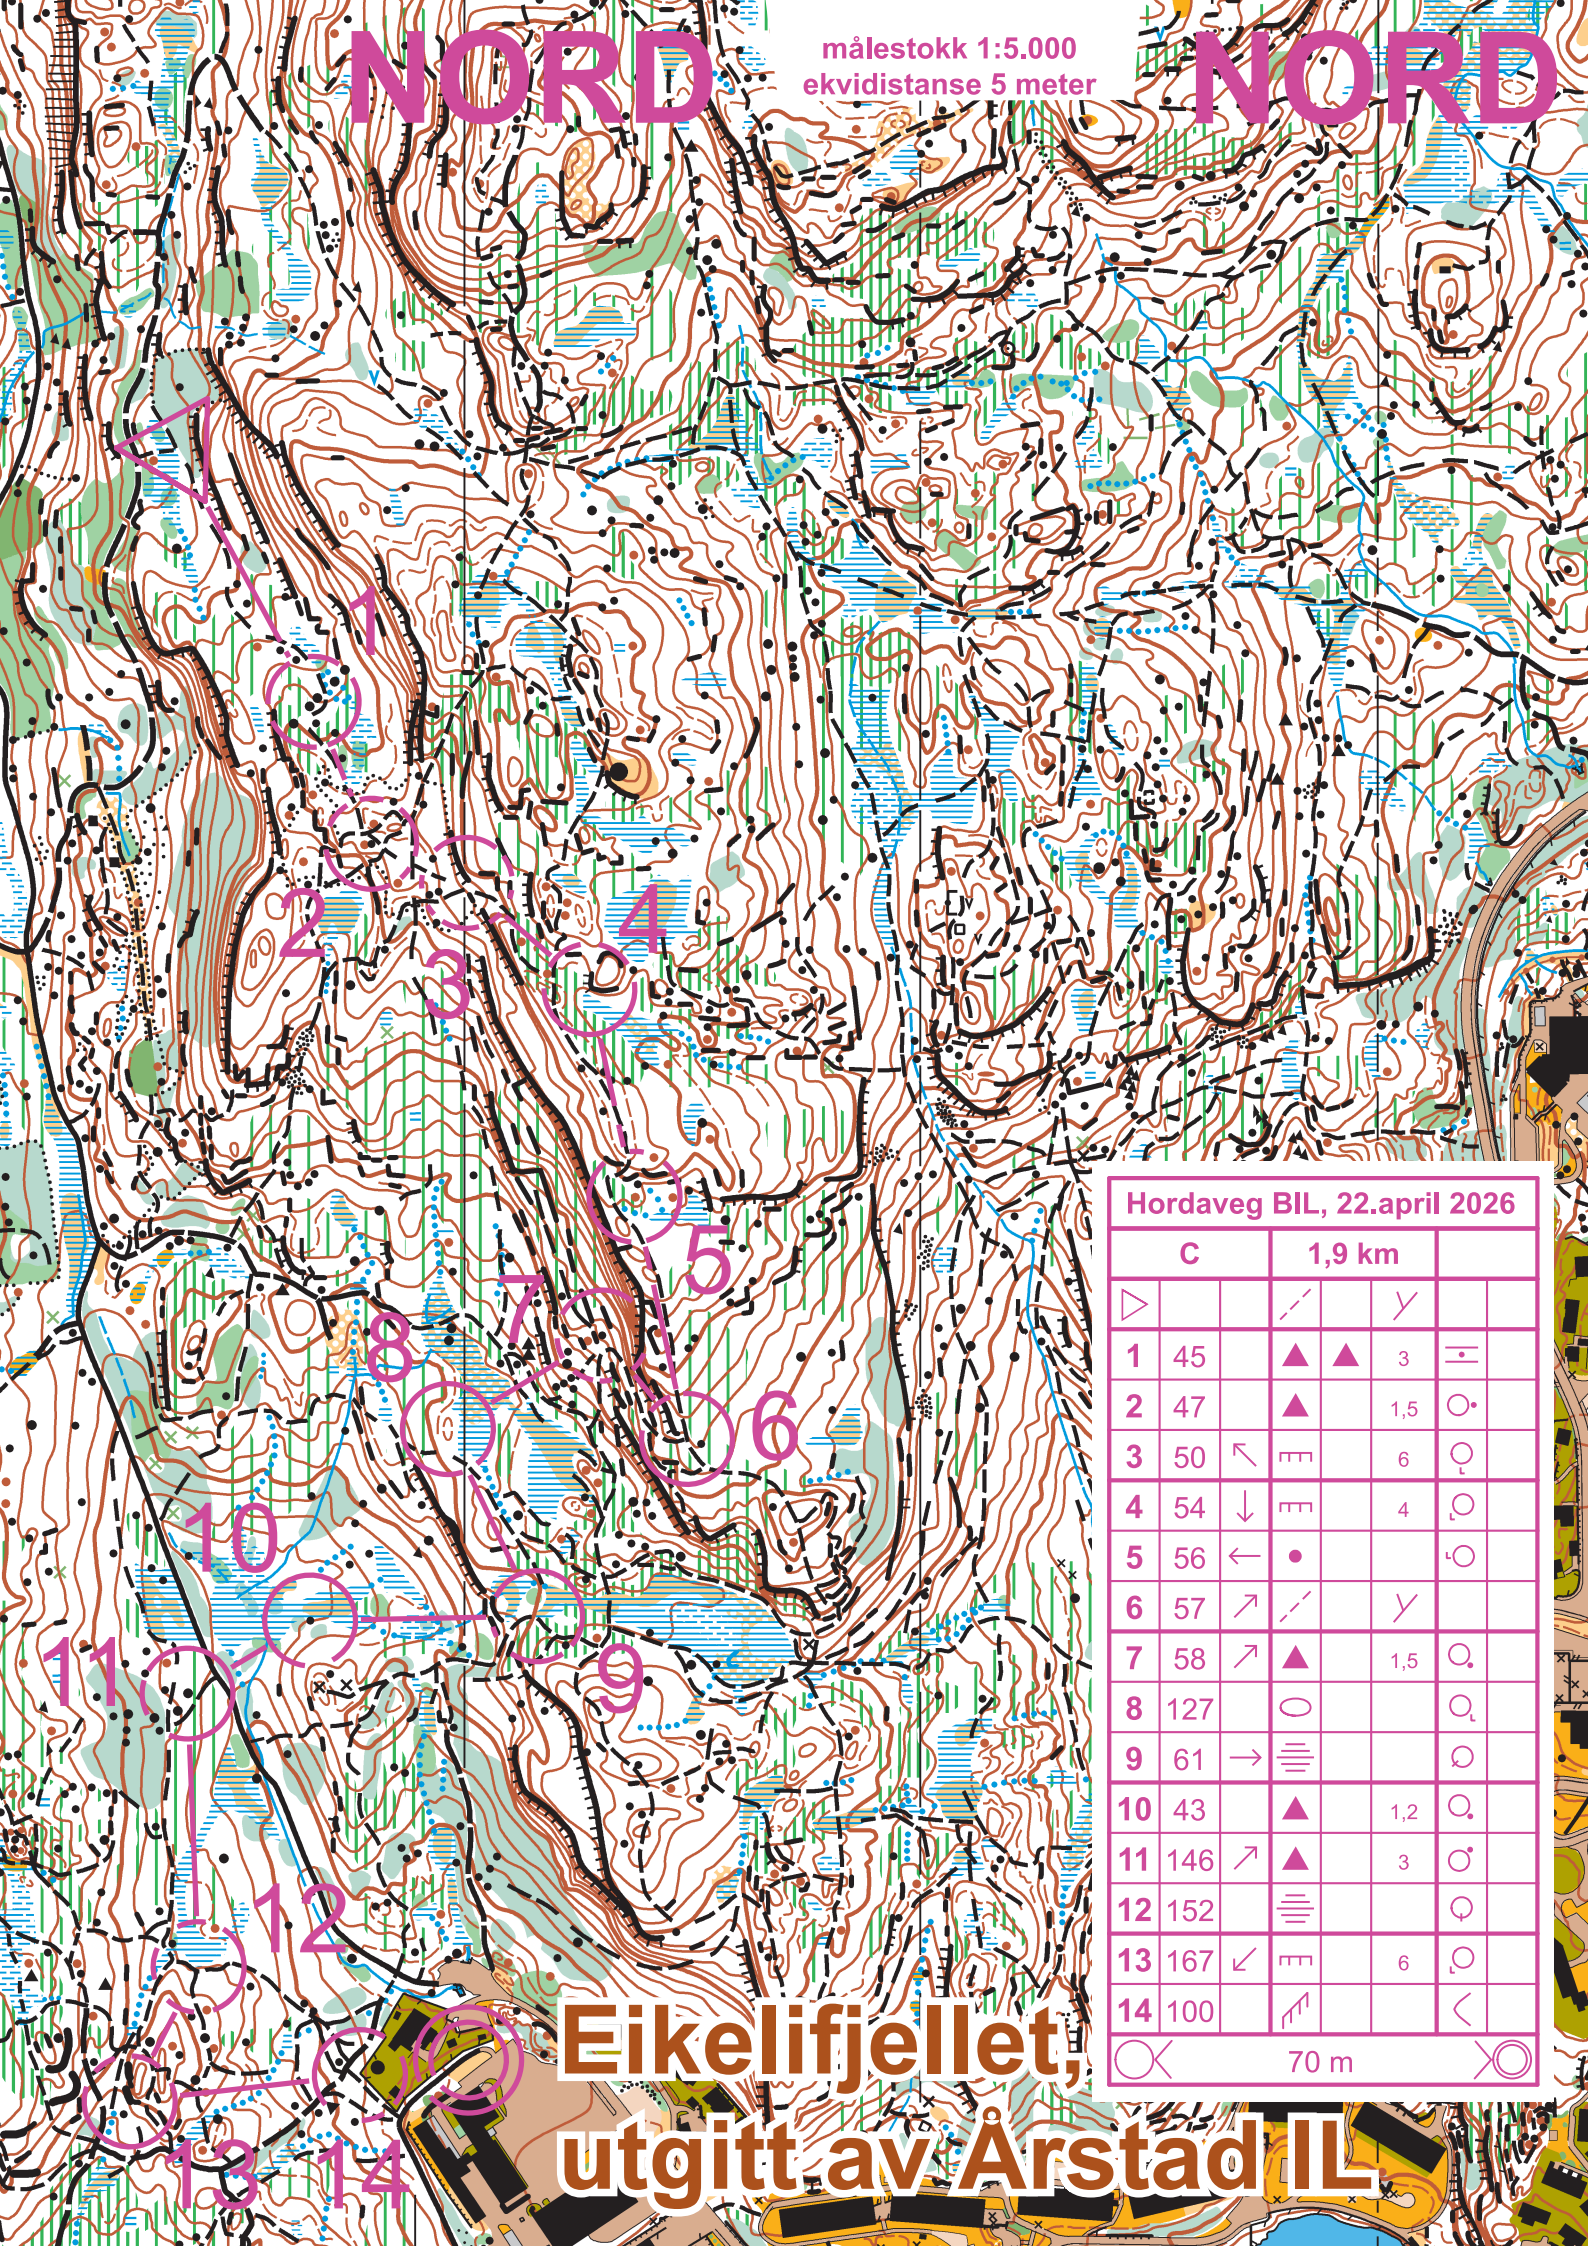 NORD
målestokk 1:5.000
ekvidistanse 5 meter
NORD
1
2
3
4
5
6
7
8
9
10
11
12
13
14
Hordaveg BIL, 22.april 2026
C 1,9 km
1 45 3
2 47 1,5
3 50 6
4 54 4
5 56
6 57
7 58 1,5
8 127
9 61
10 43 1,2
11 146 3
12 152
13 167 6
14 100
70 m
Eikelifjellet,
utgitt av Årstad IL